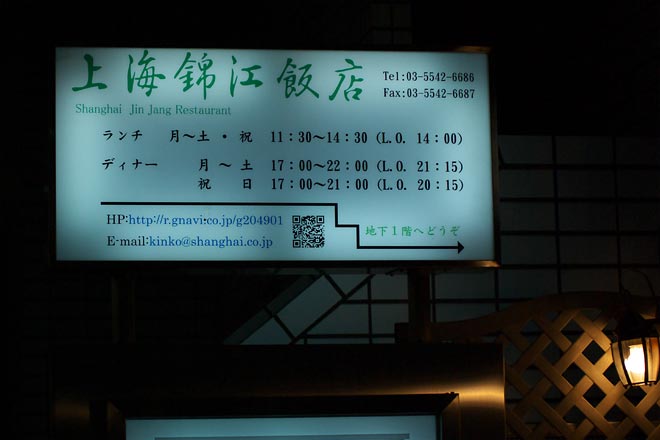 上海錦江飯店
Tel:03-5542-6686
Fax:03-5542-6687
Shanghai Jin Jang Restaurant
ランチ 月～土・祝 11:30～14:30 (L.O. 14:00)
ディナー 月～土 17:00～22:00 (L.O. 21:15)
祝日 17:00～21:00 (L.O. 20:15)
HP:http://r.gnavi.co.jp/g204901
E-mail:kinko@shanghai.co.jp
地下1階へどうぞ